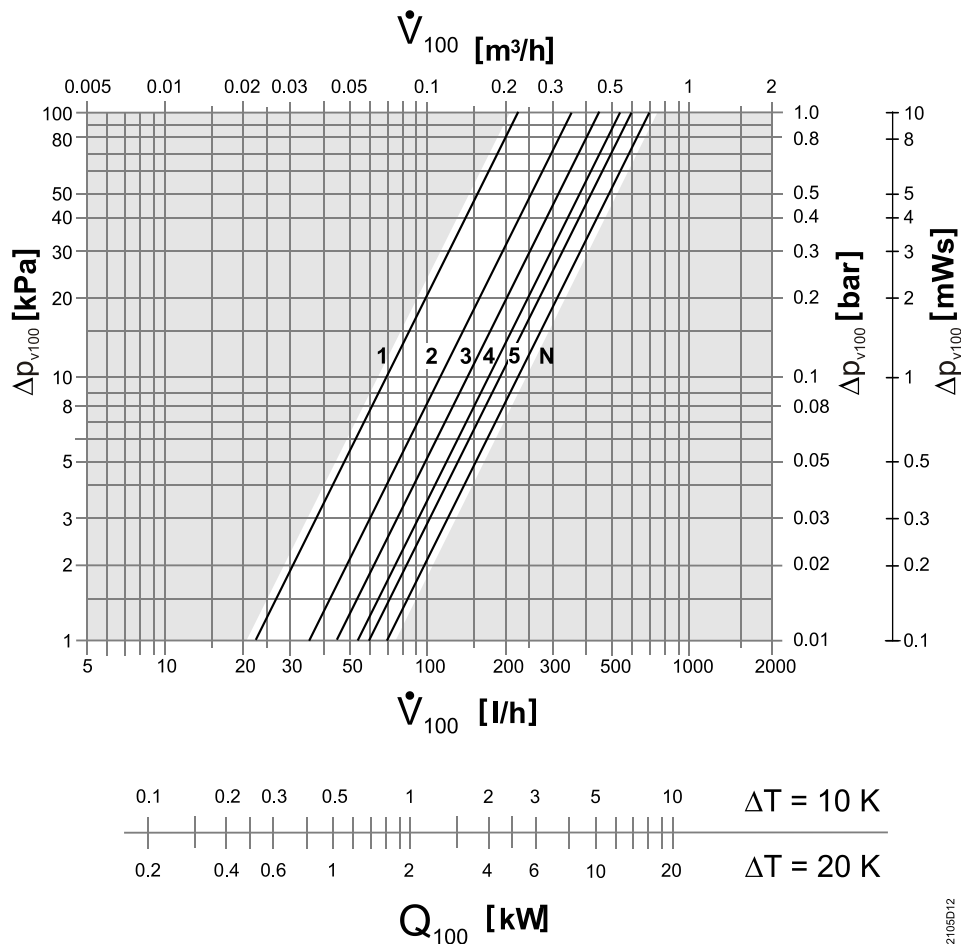 V̇100 [m³/h]
0.005 0.01 0.02 0.03 0.05 0.1 0.2 0.3 0.5 1 2
100 1.0 10
80 0.8 8
50 0.5 5
40 0.4 4
30 0.3 3
20 0.2 2
10 0.1 1
8 0.08
5 0.05 0.5
3 0.03 0.3
2 0.02 0.2
1 0.01 0.1
Δpv100 [kPa]
1 2 3 4 5 N
Δpv100 [bar]
Δpv100 [mWs]
5 10 20 30 50 100 200 300 500 1000 2000
V̇100 [l/h]
0.1 0.2 0.3 0.5 1 2 3 5 10 ΔT = 10 K
0.2 0.4 0.6 1 2 4 6 10 20 ΔT = 20 K
Q100 [kW]
2105D12